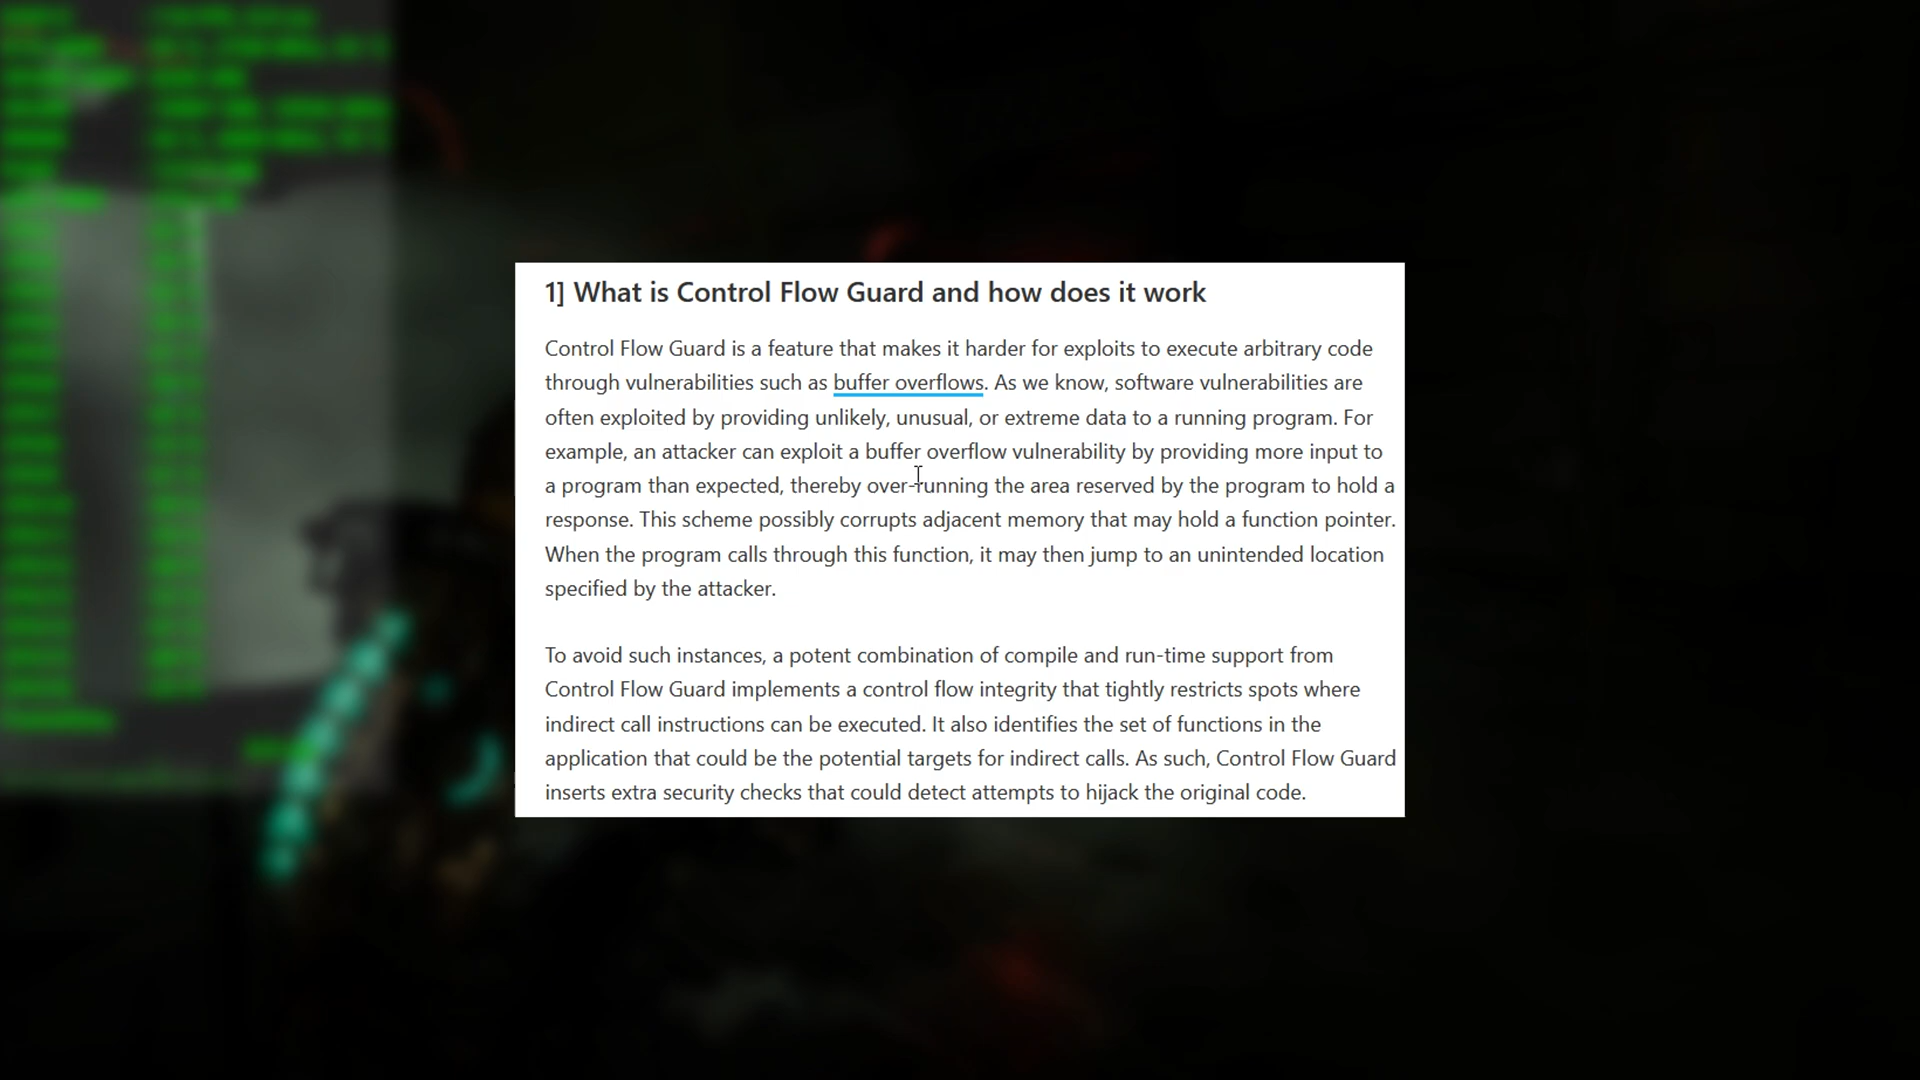 1] What is Control Flow Guard and how does it work
Control Flow Guard is a feature that makes it harder for exploits to execute arbitrary code
through vulnerabilities such as buffer overflows. As we know, software vulnerabilities are
often exploited by providing unlikely, unusual, or extreme data to a running program. For
example, an attacker can exploit a buffer overflow vulnerability by providing more input to
a program than expected, thereby over-running the area reserved by the program to hold a
response. This scheme possibly corrupts adjacent memory that may hold a function pointer.
When the program calls through this function, it may then jump to an unintended location
specified by the attacker.
To avoid such instances, a potent combination of compile and run-time support from
Control Flow Guard implements a control flow integrity that tightly restricts spots where
indirect call instructions can be executed. It also identifies the set of functions in the
application that could be the potential targets for indirect calls. As such, Control Flow Guard
inserts extra security checks that could detect attempts to hijack the original code.